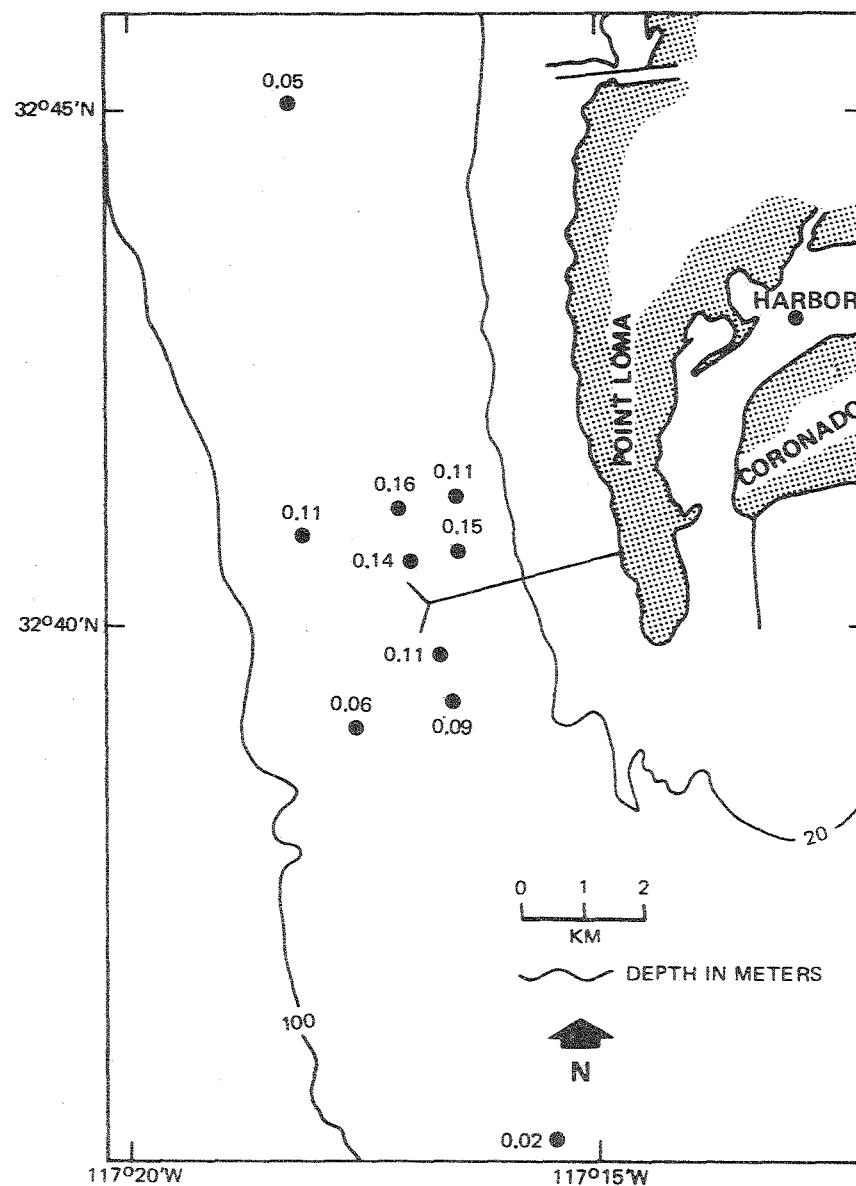 0.05
32°45'N
HARBOR
POINT LOMA
CORONADO
0.16
0.11
0.11
0.15
0.14
32°40'N
0.11
0.06
0.09
20
0 1 2
KM
DEPTH IN METERS
100
N
0.02
117°20'W
117°15'W